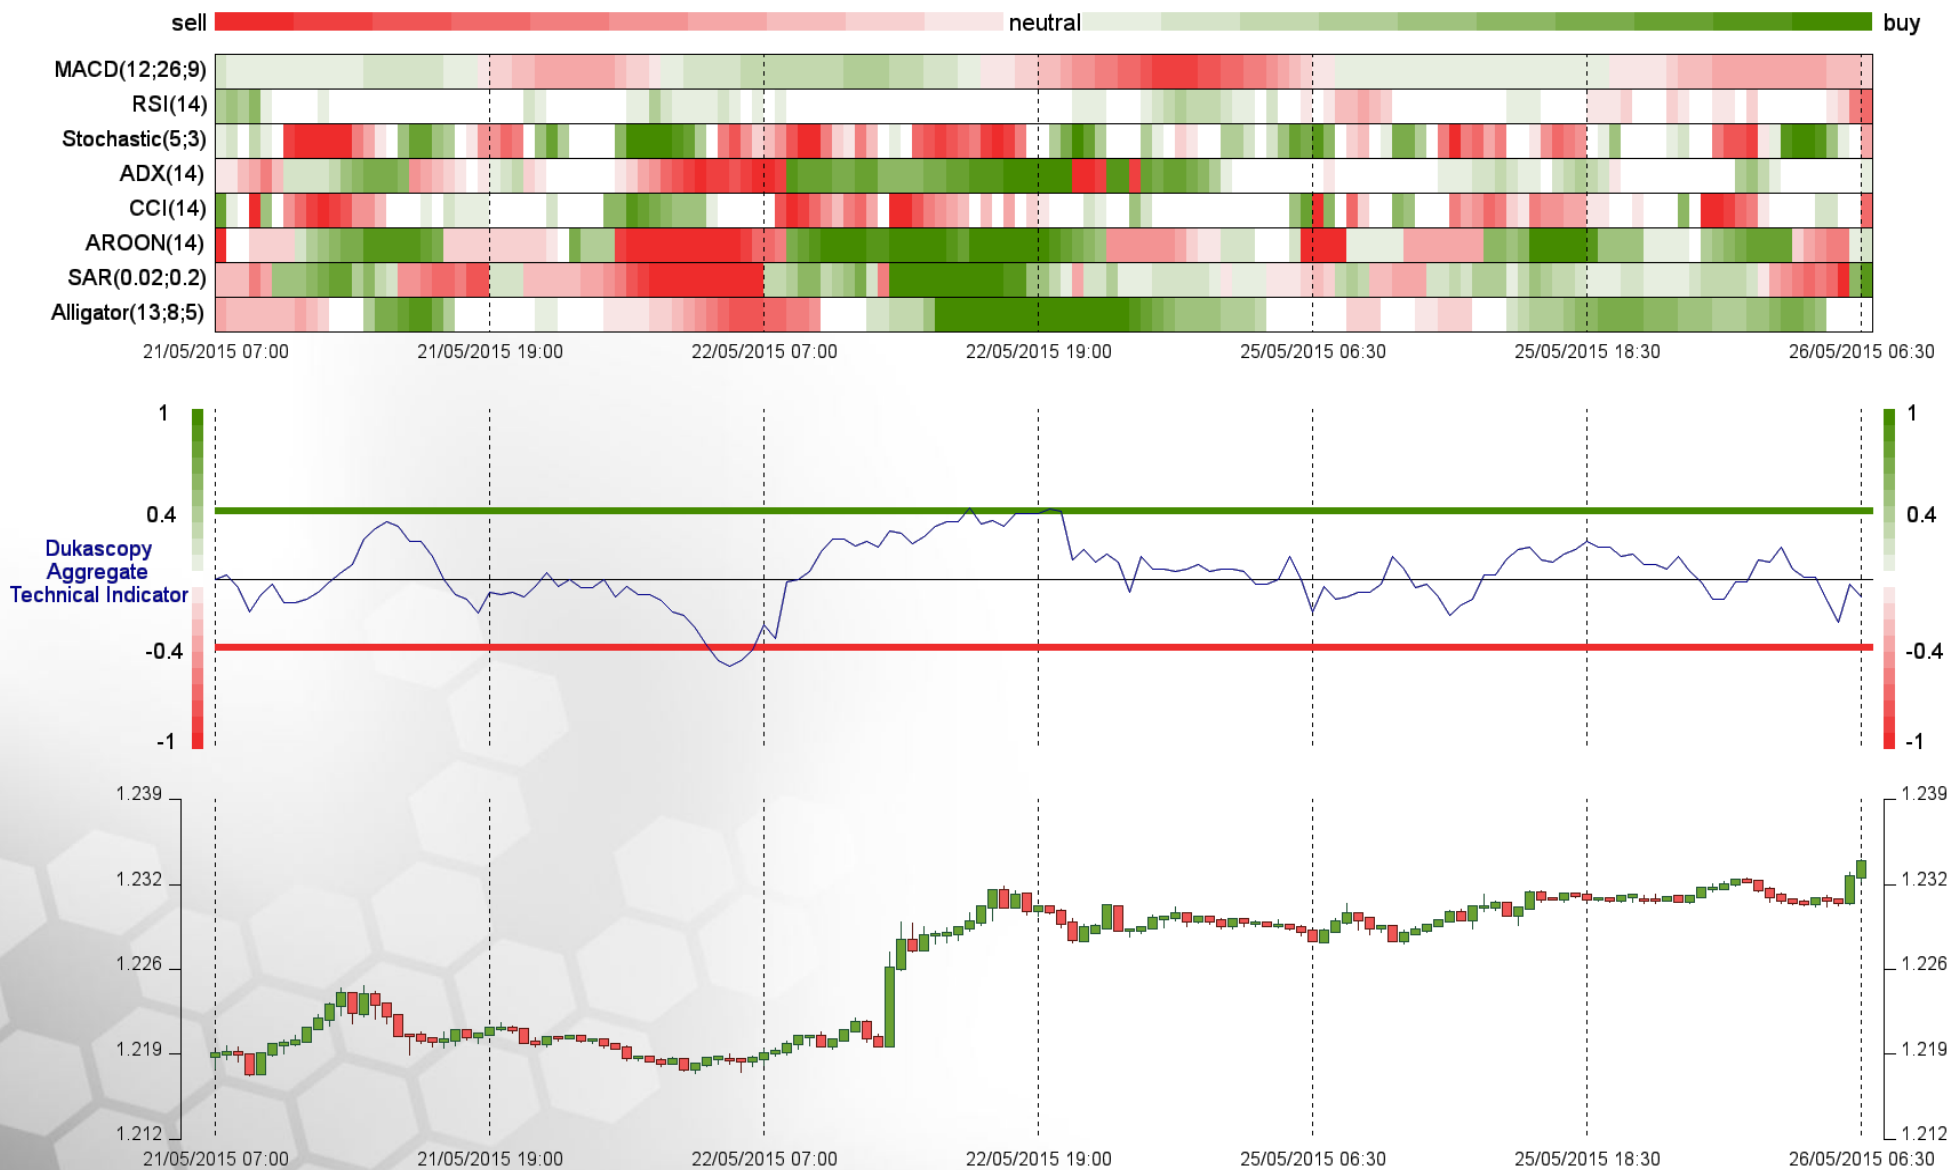 sell neutral buy
MACD(12;26;9)
RSI(14)
Stochastic(5;3)
ADX(14)
CCI(14)
AROON(14)
SAR(0.02;0.2)
Alligator(13;8;5)
21/05/2015 07:00 21/05/2015 19:00 22/05/2015 07:00 22/05/2015 19:00 25/05/2015 06:30 25/05/2015 18:30 26/05/2015 06:30
1 1
0.4 0.4
Dukascopy
Aggregate
Technical Indicator
-0.4 -0.4
-1 -1
1.239 1.239
1.232 1.232
1.226 1.226
1.219 1.219
1.212 1.212
21/05/2015 07:00 21/05/2015 19:00 22/05/2015 07:00 22/05/2015 19:00 25/05/2015 06:30 25/05/2015 18:30 26/05/2015 06:30